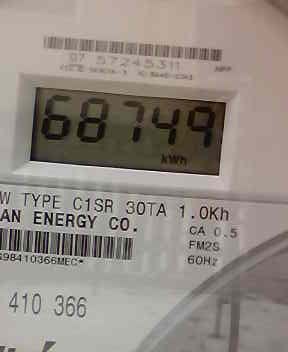 07 57245311
68749
kWh
W TYPE C1SR 30TA 1.0Kh
AN ENERGY CO.
CA 0.5
FM2S
60Hz
98410366MEC*
410 366